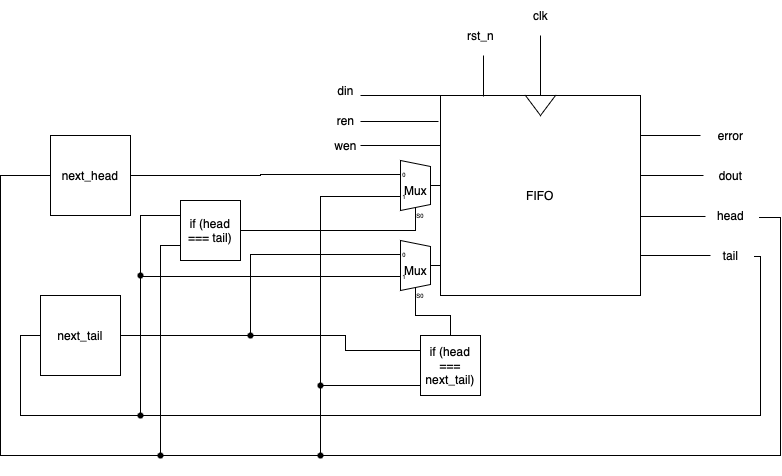 clk
rst_n
din
ren
wen
error
next_head
0
Mux
1
S0
dout
FIFO
if (head
=== tail)
head
0
Mux
1
S0
tail
next_tail
if (head
===
next_tail)